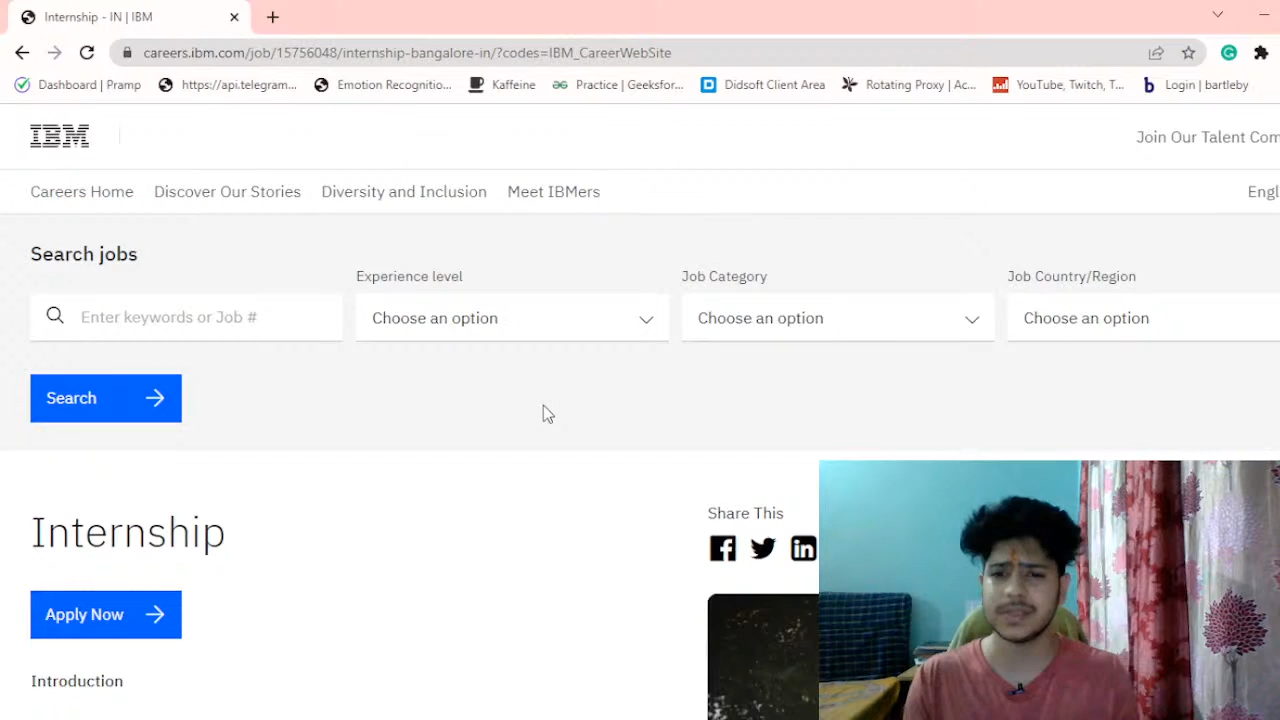 Internship - IN | IBM
careers.ibm.com/job/15756048/internship-bangalore-in/?codes=IBM_CareerWebSite
Dashboard | Pramp https://api.telegram... Emotion Recognitio... Kaffeine Practice | Geeksfor... Didsoft Client Area Rotating Proxy | Ac... YouTube, Twitch, T... Login | bartleby
IBM
Join Our Talent Com
Careers Home Discover Our Stories Diversity and Inclusion Meet IBMers Engl
Search jobs
Experience level Job Category Job Country/Region
Enter keywords or Job # Choose an option Choose an option Choose an option
Search
Internship
Share This
Apply Now
Introduction